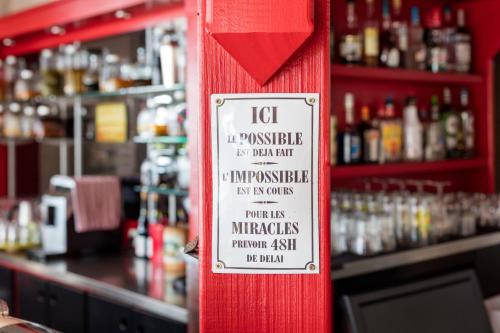 ICI
LE POSSIBLE
EST DEJA FAIT
L'IMPOSSIBLE
EST EN COURS
POUR LES
MIRACLES
PREVOIR 48H
DE DELAI